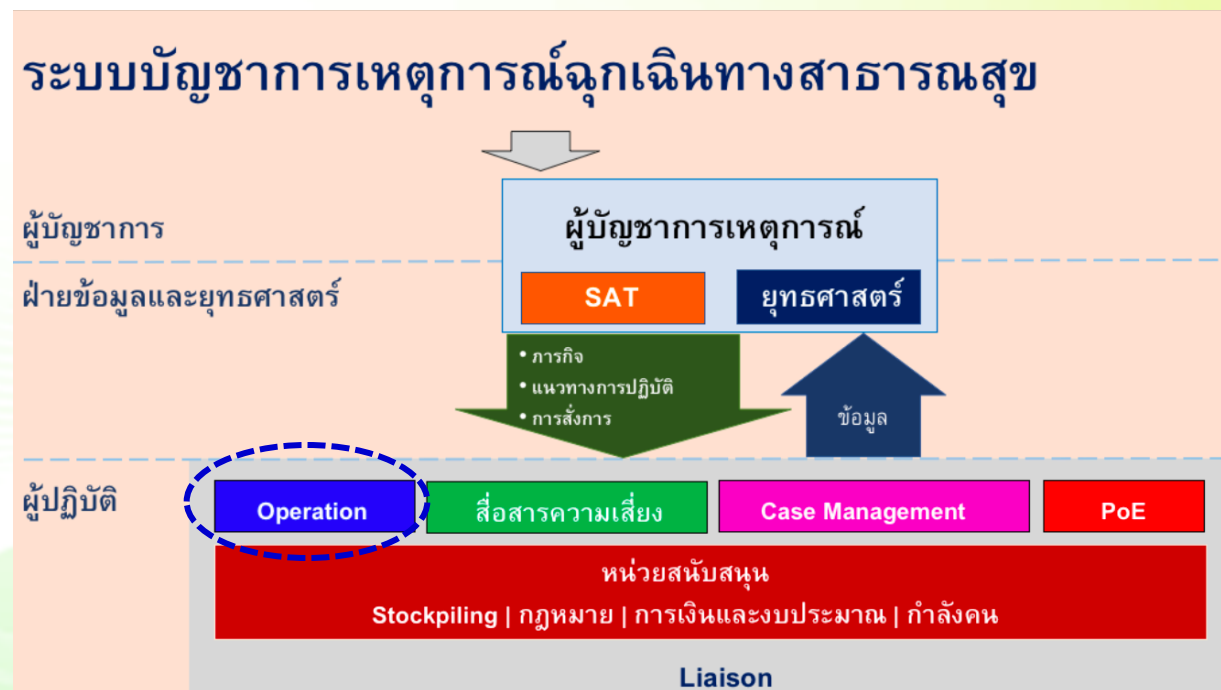 ระบบบัญชาการเหตุการณ์ฉุกเฉินทางสาธารณสุข
ผู้บัญชาการ
ผู้บัญชาการเหตุการณ์
ฝ่ายข้อมูลและยุทธศาสตร์
SAT
ยุทธศาสตร์
• ภารกิจ
• แนวทางการปฏิบัติ
• การสั่งการ
ข้อมูล
ผู้ปฏิบัติ
Operation
สื่อสารความเสี่ยง
Case Management
PoE
หน่วยสนับสนุน
Stockpiling | กฎหมาย | การเงินและงบประมาณ | กำลังคน
Liaison